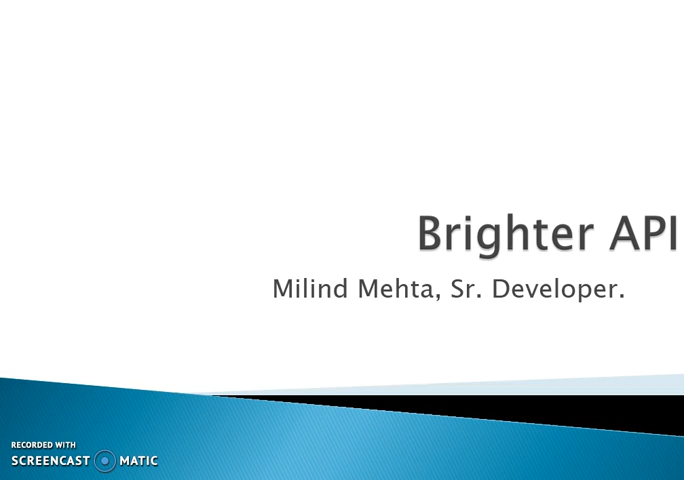 Brighter API
Milind Mehta, Sr. Developer.
RECORDED WITH
SCREENCAST MATIC